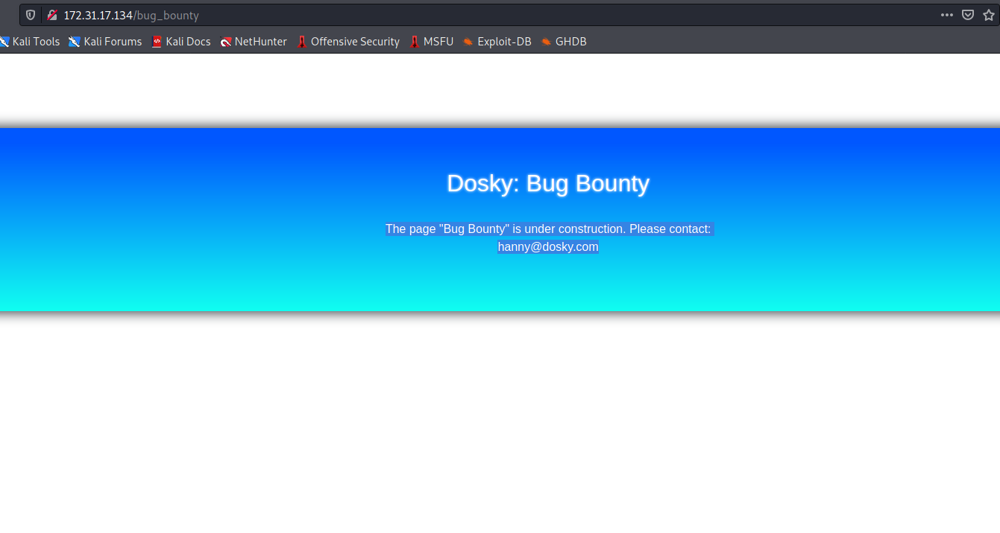 172.31.17.134/bug_bounty
Kali Tools Kali Forums Kali Docs NetHunter Offensive Security MSFU Exploit-DB GHDB
Dosky: Bug Bounty
The page "Bug Bounty" is under construction. Please contact:
hanny@dosky.com